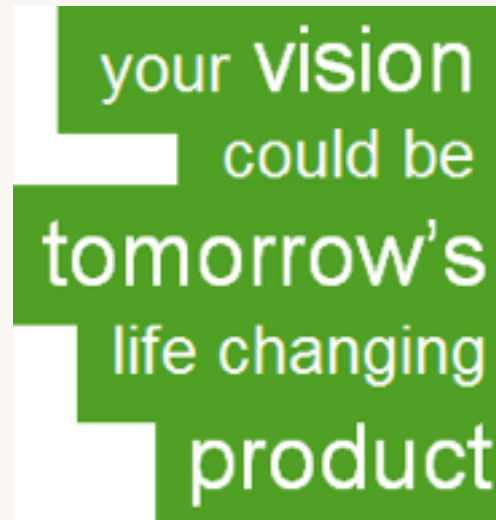 your vision
could be
tomorrow's
life changing
product